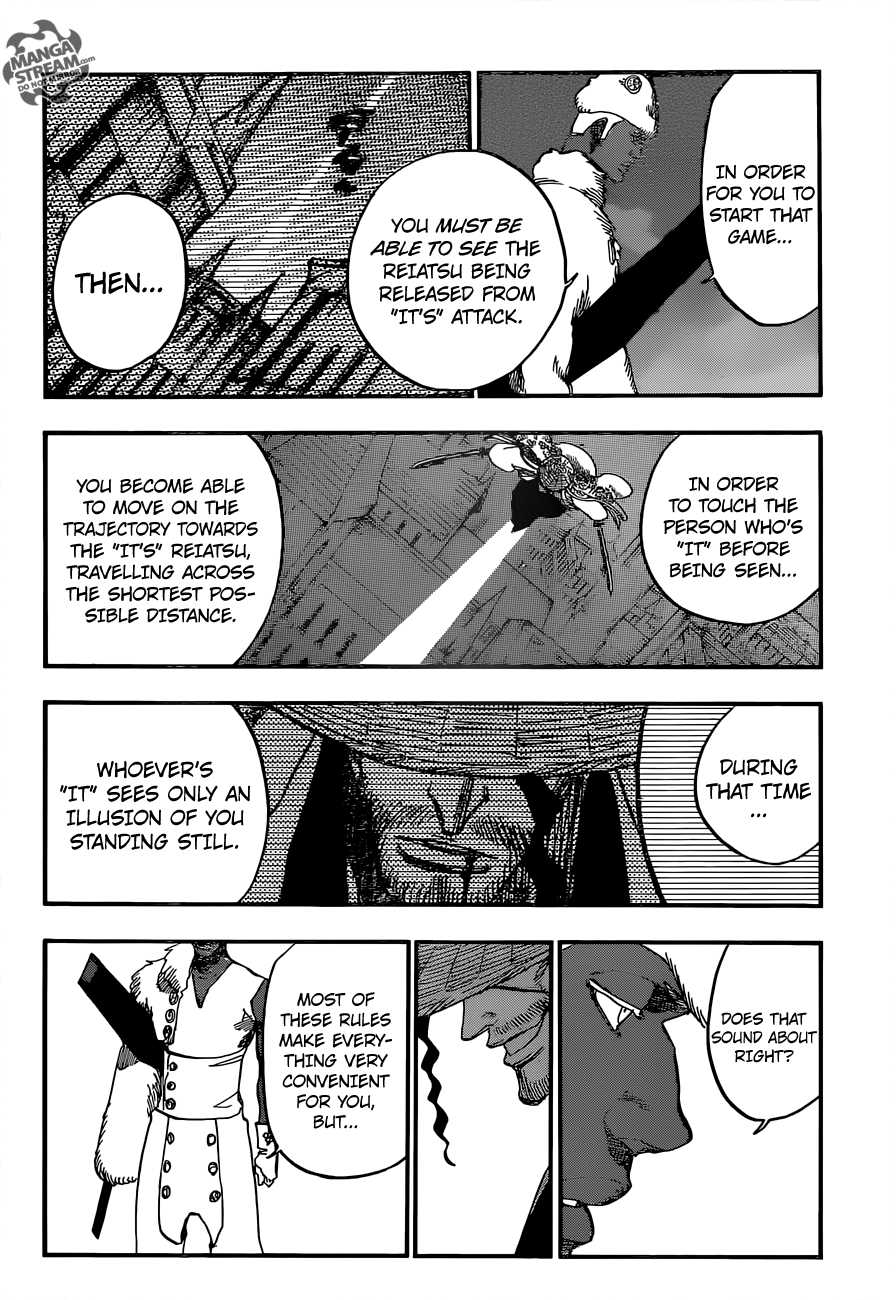 MANGA
STREAM.com
DO NOT MIRROR
IN ORDER
FOR YOU TO
START THAT
GAME...
YOU MUST BE
ABLE TO SEE THE
REIATSU BEING
RELEASED FROM
"IT'S" ATTACK.
THEN...
IN ORDER
TO TOUCH THE
PERSON WHO'S
"IT" BEFORE
BEING SEEN...
YOU BECOME ABLE
TO MOVE ON THE
TRAJECTORY TOWARDS
THE "IT'S" REIATSU,
TRAVELLING ACROSS
THE SHORTEST POS-
SIBLE DISTANCE.
DURING
THAT TIME
...
WHOEVER'S
"IT" SEES ONLY AN
ILLUSION OF YOU
STANDING STILL.
DOES THAT
SOUND ABOUT
RIGHT?
MOST OF
THESE RULES
MAKE EVERY-
THING VERY
CONVENIENT
FOR YOU,
BUT...